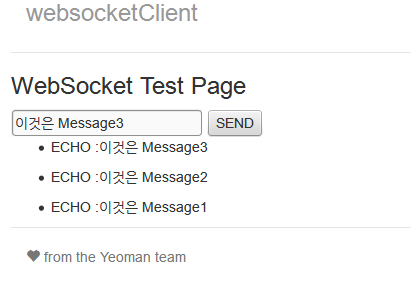 websocketClient
WebSocket Test Page
이것은 Message3 SEND
ECHO :이것은 Message3
ECHO :이것은 Message2
ECHO :이것은 Message1
♥ from the Yeoman team